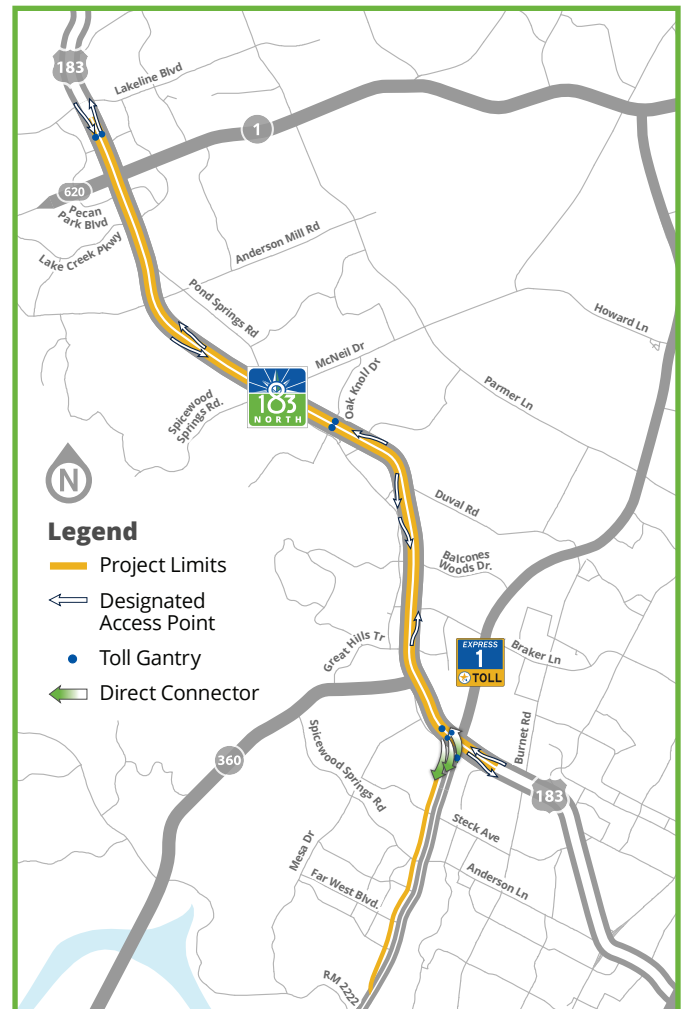 183
Lakeline Blvd
1
620
Pecan
Park Blvd
Lake Creek Pkwy
Anderson Mill Rd
Pond Springs Rd
Howard Ln
McNeil Dr
Oak Knoll Dr
Parmer Ln
183
NORTH
Spicewood
Springs Rd.
N
Duval Rd
Legend
Project Limits
Designated
Access Point
Toll Gantry
Direct Connector
Balcones
Woods Dr.
Great Hills Tr
Braker Ln
EXPRESS
1
TOLL
Burnet Rd
360
Spicewood Springs Rd
183
Steck Ave
Mesa Dr
Anderson Ln
Far West Blvd.
RM 2222